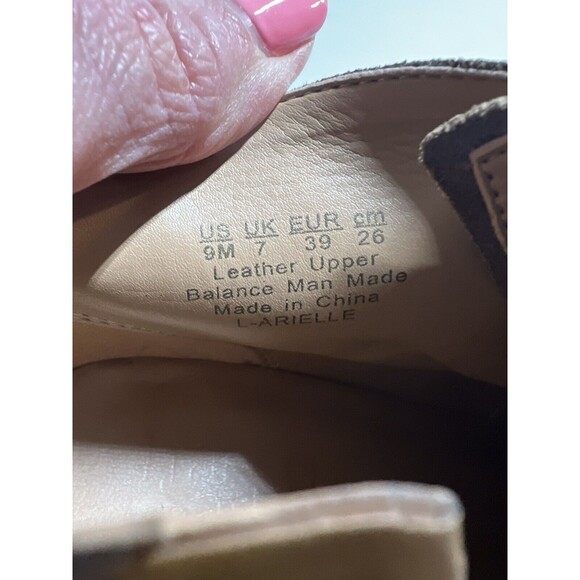 US UK EUR cm
9M 7 39 26
Leather Upper
Balance Man Made
Made in China
L-ARIELLE